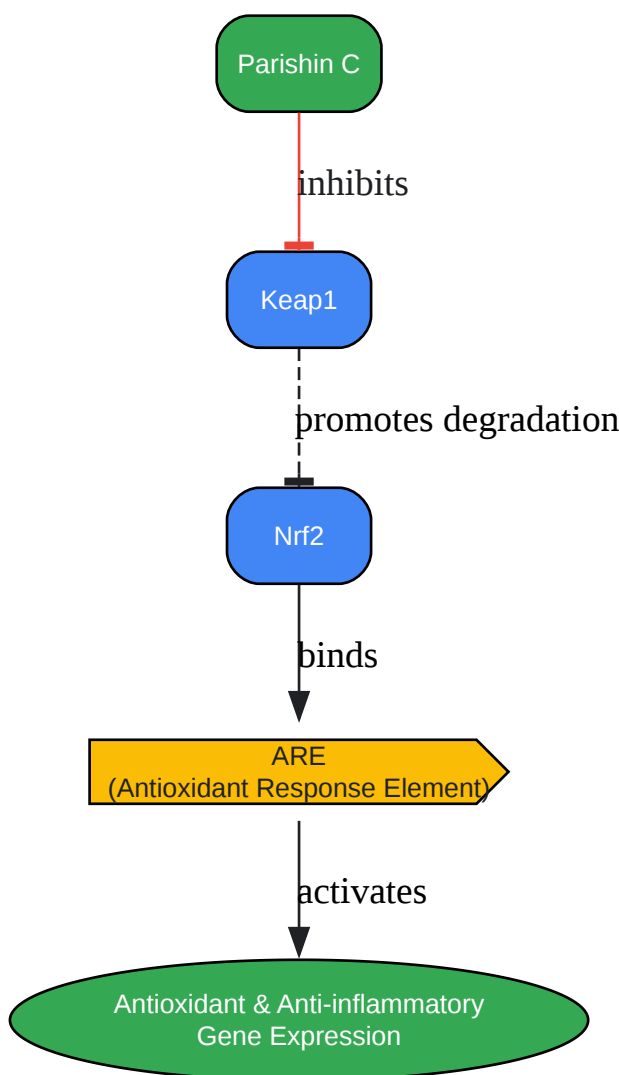 Parishin C
inhibits
Keap1
promotes degradation
Nrf2
binds
ARE
(Antioxidant Response Element)
activates
Antioxidant & Anti-inflammatory
Gene Expression